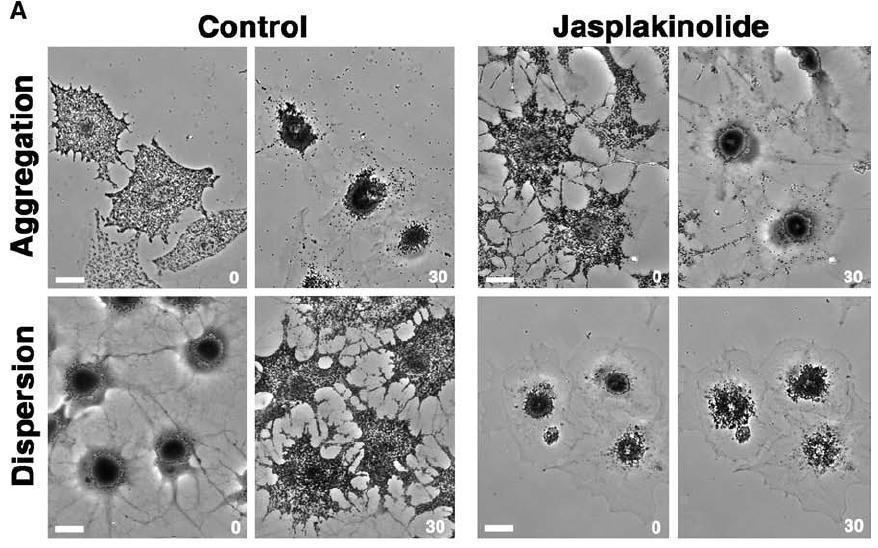 A
Control Jasplakinolide
Aggregation
0 30 0 30
Dispersion
0 30 0 30